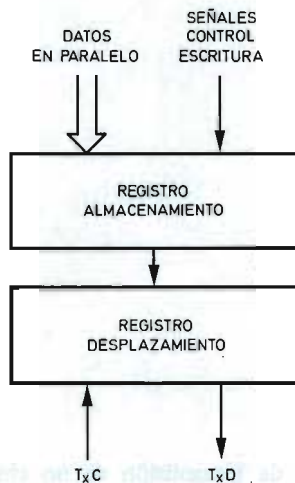 DATOS
EN PARALELO
SEÑALES
CONTROL
ESCRITURA
REGISTRO
ALMACENAMIENTO
REGISTRO
DESPLAZAMIENTO
TxC
TxD